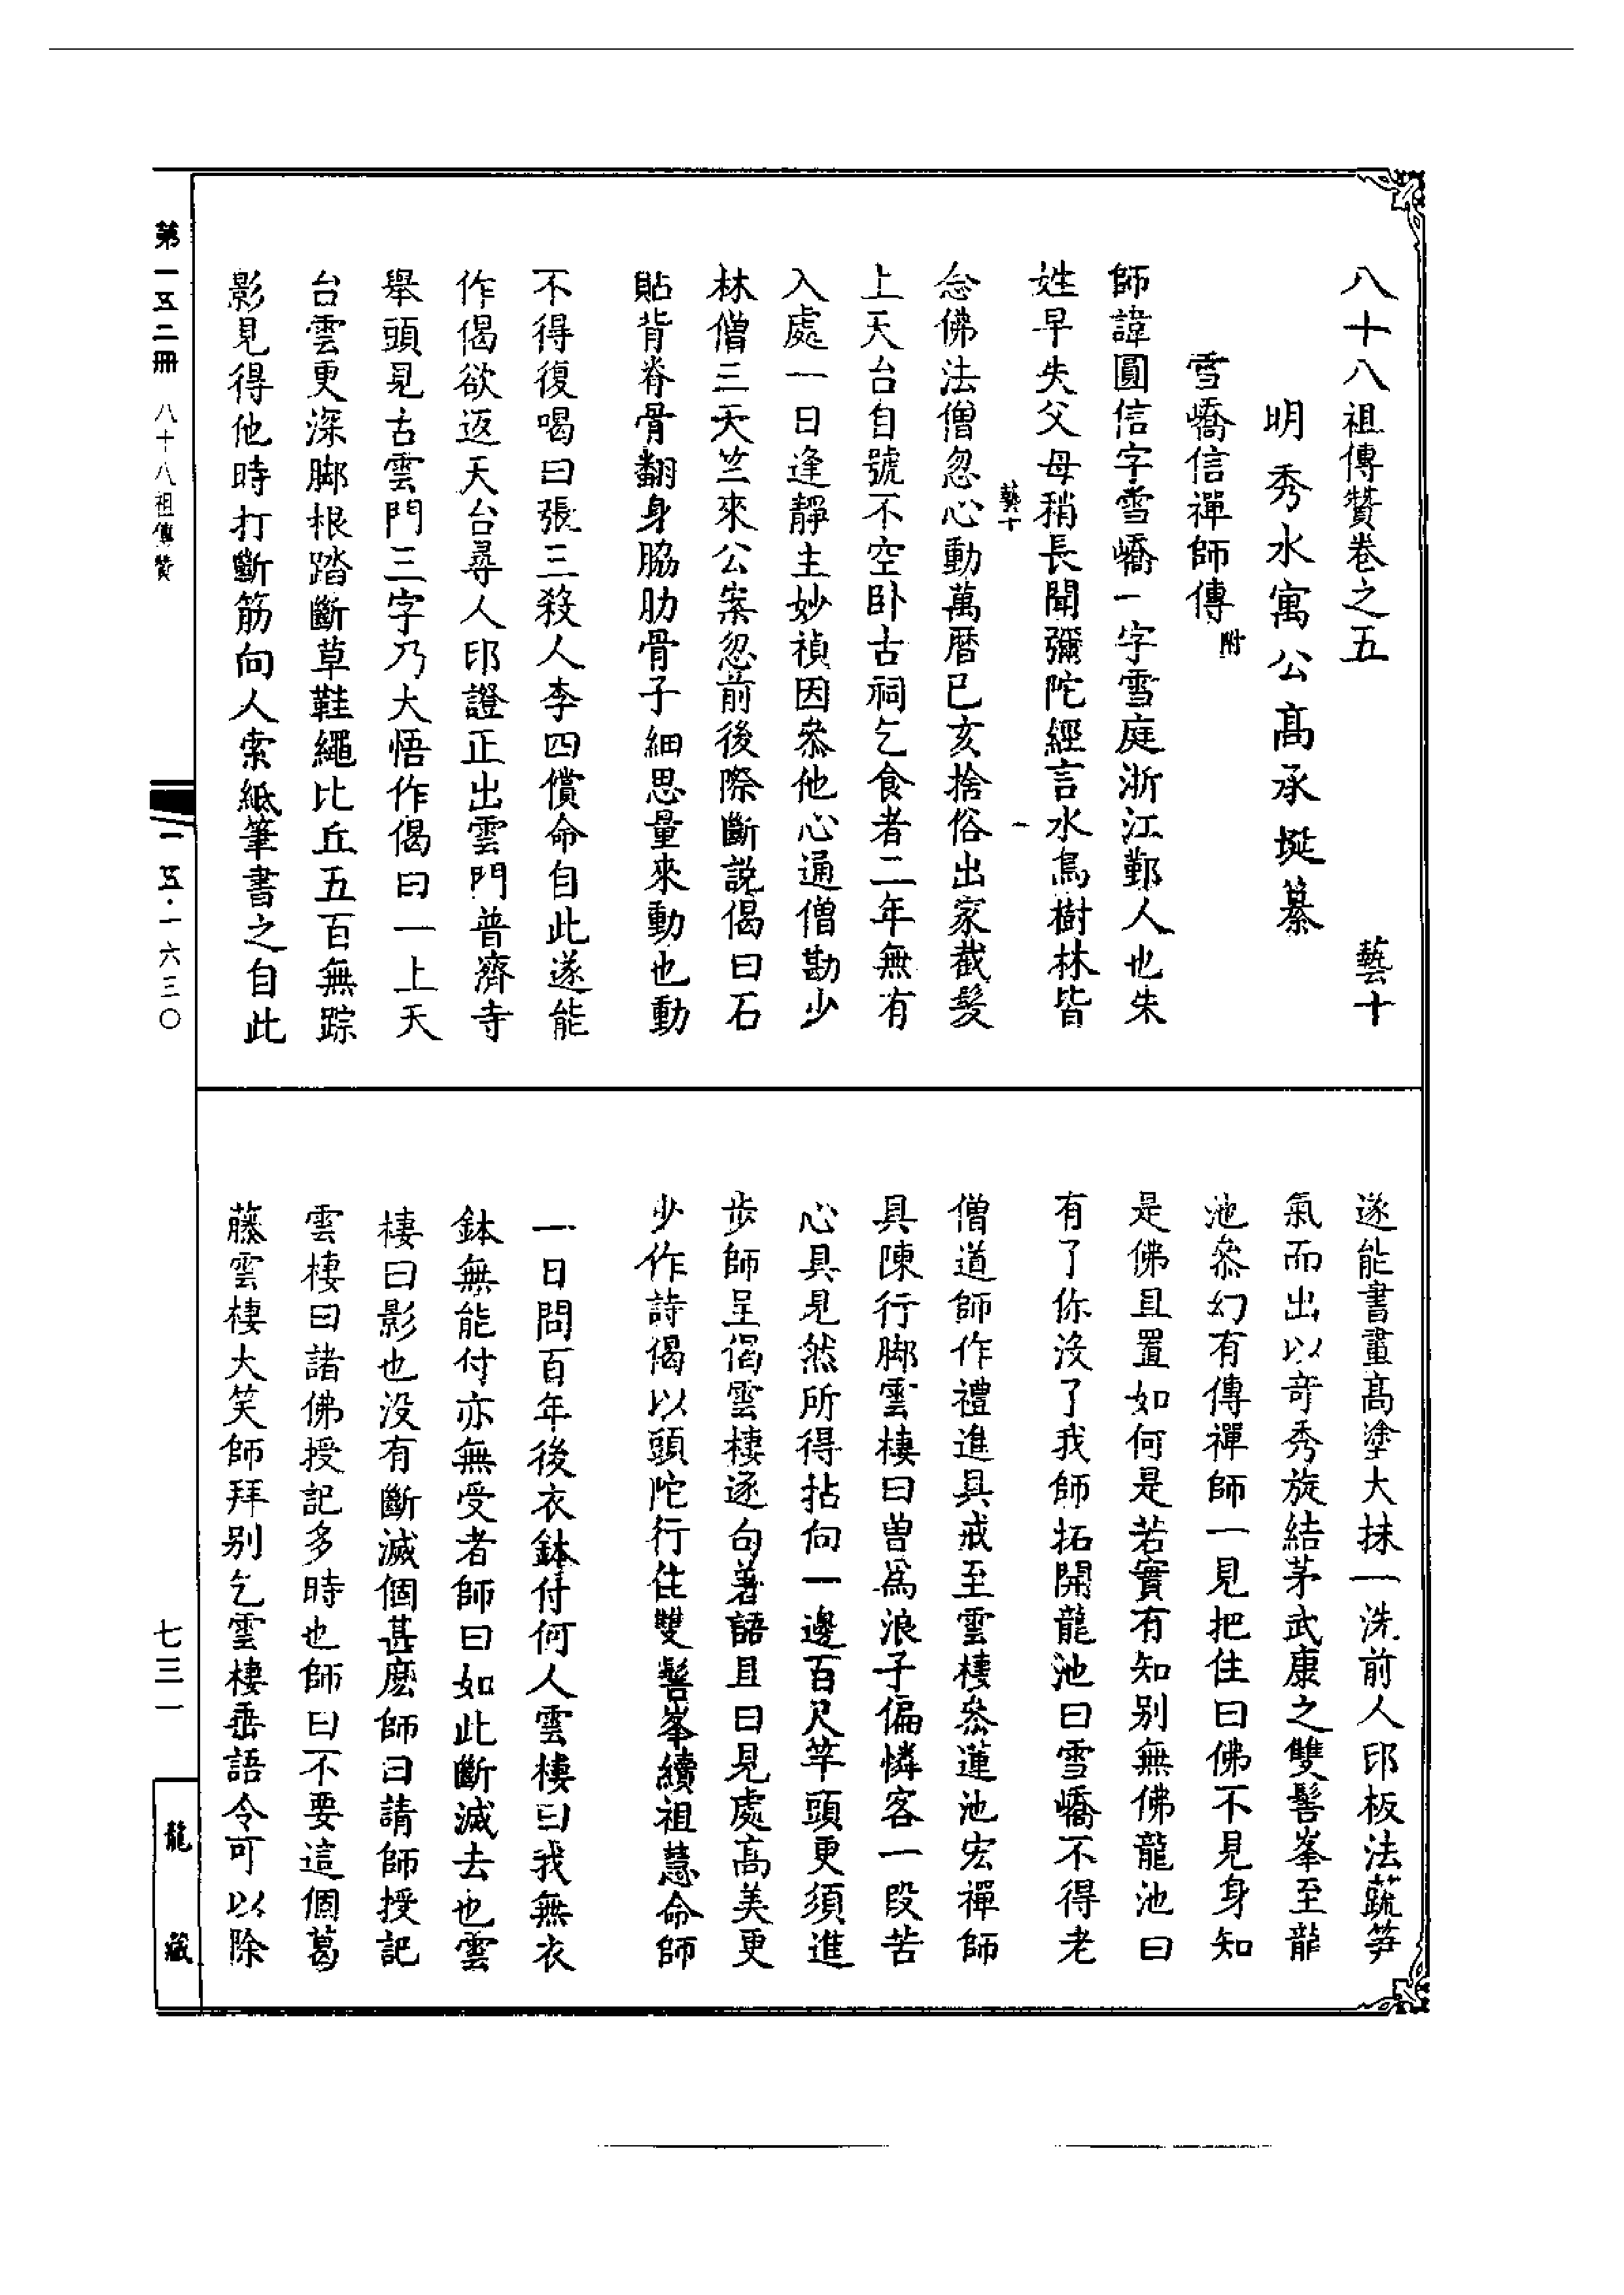 八十八祖傳贊卷之五 藝十
明秀水寓公高承埏纂
雪嶠信禪師傳 附
師諱圓信字雪嶠一字雪庭浙江鄞人也朱
姓早失父母稍長聞彌陀經言水鳥樹林皆
藝十 一
念佛法僧忽心動萬曆己亥捨俗出家截髮
上天台自號不空卧古祠乞食者二年無有
入處一日逢靜主妙禎因叅他心通僧勘少
林僧三天竺來公案忽前後際斷説偈曰石
貼背脊骨翻身脇肋骨子細思量來動也動
不得復喝曰張三殺人李四償命自此遂能
作偈欲返天台尋人印證正出雲門普濟寺
舉頭見古雲門三字乃大悟作偈曰一上天
台雲更深脚根踏斷草鞋繩比丘五百無踪
影見得他時打斷筋向人索紙筆書之自此
遂能書畫高塗大抹一洗前人印板法蔬笋
氣而出以竒秀旋結茅武康之雙髻峯至龍
池叅幻有傳禪師一見把住曰佛不見身知
是佛且置如何是若實有知别無佛龍池曰
有了你没了我師拓開龍池曰雪嶠不得老
僧道師作禮進具戒至雲棲叅蓮池宏禪師
具陳行脚雲棲曰曽爲浪子偏憐客一段苦
心具見然所得拈向一邊百尺竿頭更須進
步師呈偈雲棲逐句著語且曰見處高美更
少作詩偈以頭陀行住雙髻峯續祖慧命師
一日問百年後衣鉢付何人雲棲曰我無衣
鉢無能付亦無受者師曰如此斷滅去也雲
棲曰影也没有斷滅個甚麽師曰請師授記
雲棲曰諸佛授記多時也師曰不要這個葛
藤雲棲大笑師拜别乞雲棲垂語令可以除
第一五二冊 八十八祖傳贊
一五·一六三〇
七三一
龍藏